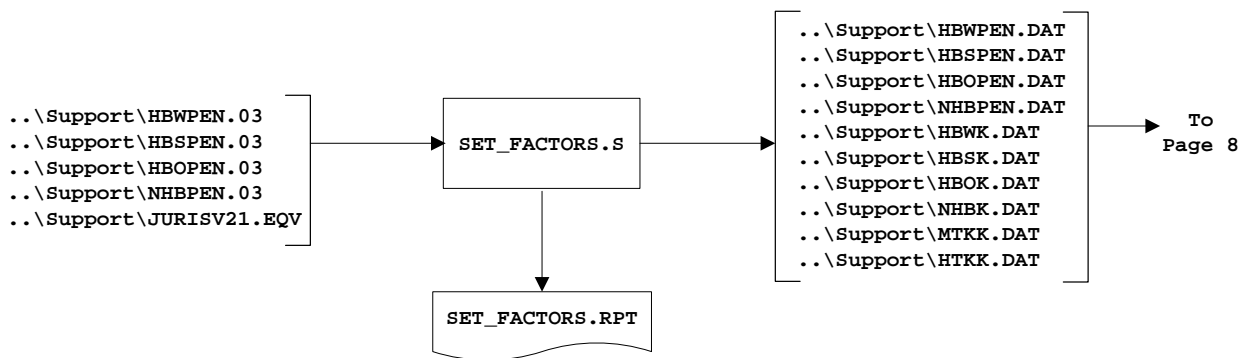 ..\Support\HBWPEN.03
..\Support\HBSPEN.03
..\Support\HBOPEN.03
..\Support\NHBPEN.03
..\Support\JURISV21.EQV
SET_FACTORS.S
SET_FACTORS.RPT
..\Support\HBWPEN.DAT
..\Support\HBSPEN.DAT
..\Support\HBOPEN.DAT
..\Support\NHBPEN.DAT
..\Support\HBWK.DAT
..\Support\HBSK.DAT
..\Support\HBOK.DAT
..\Support\NHBK.DAT
..\Support\MTKK.DAT
..\Support\HTKK.DAT
To
Page 8